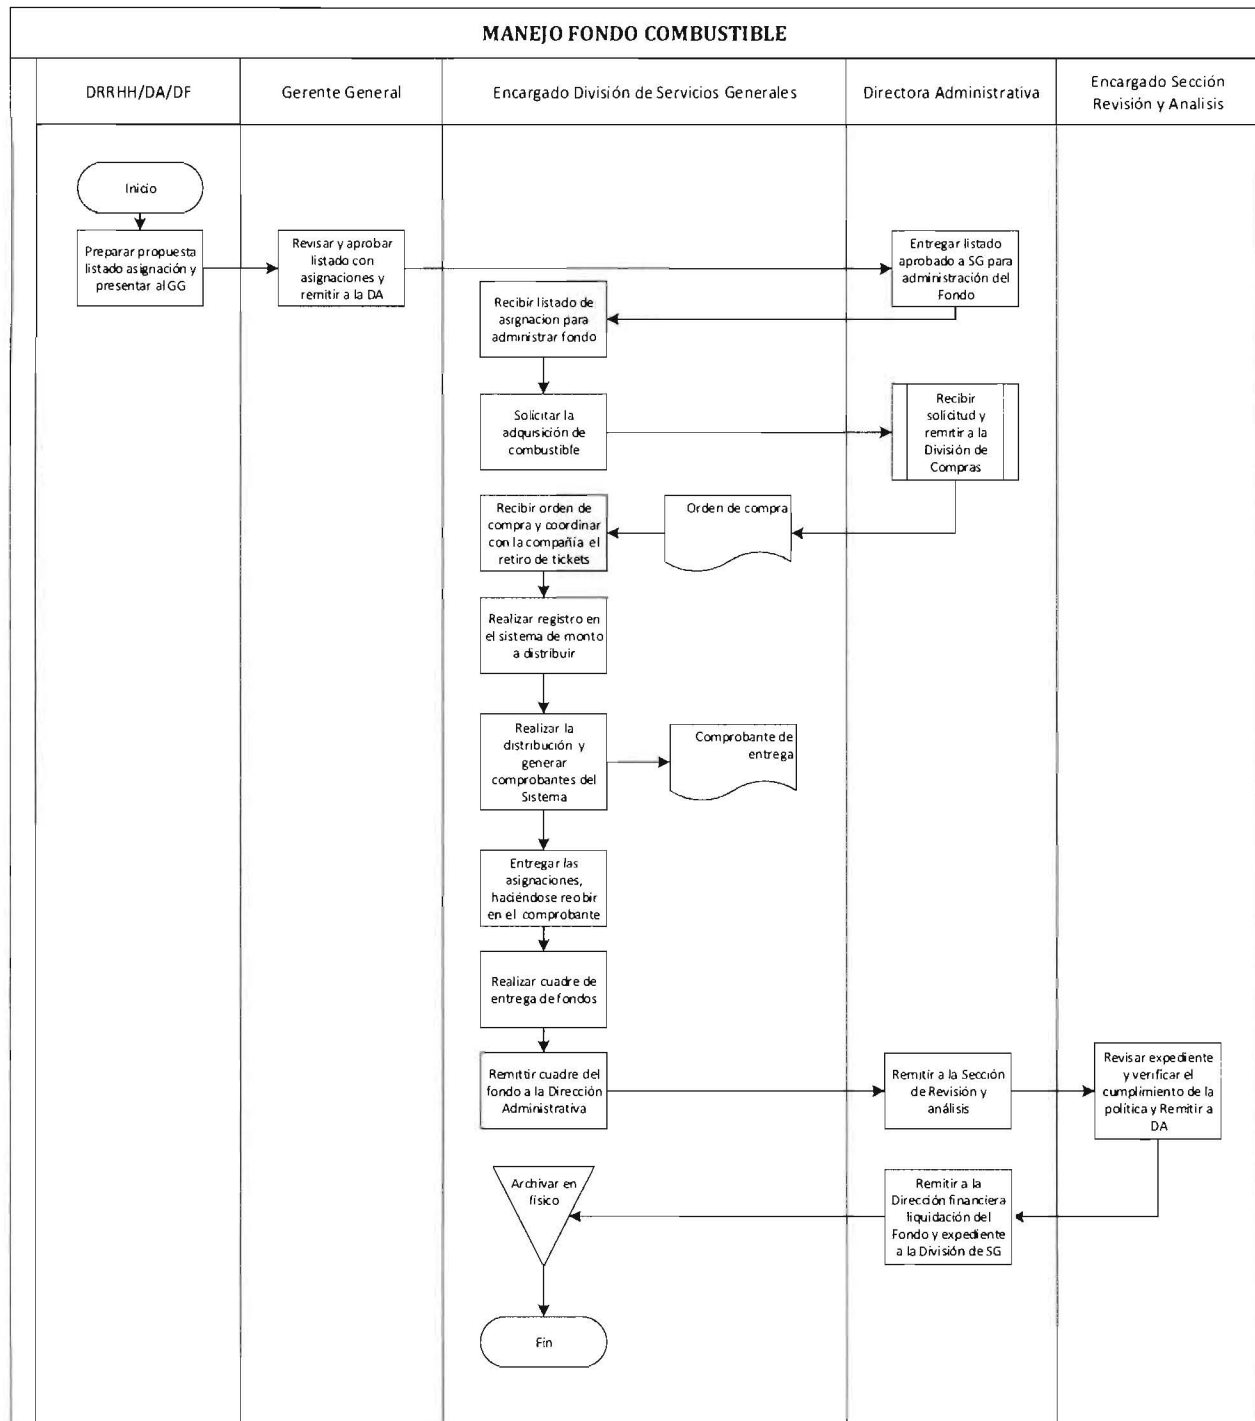 MANEJO FONDO COMBUSTIBLE
DRRHH/DA/DF
Gerente General
Encargado División de Servicios Generales
Directora Administrativa
Encargado Sección
Revisión y Analisis
Inicio
Preparar propuesta
listado asignación y
presentar al GG
Revisar y aprobar
listado con
asignaciones y
remitir a la DA
Entregar listado
aprobado a SG para
administración del
Fondo
Recibir listado de
asignacion para
administrar fondo
Solicitar la
adquisición de
combustible
Recibir
solicitud y
remitir a la
División de
Compras
Orden de compra
Recibir orden de
compra y coordinar
con la compañía el
retiro de tickets
Realizar registro en
el sistema de monto
a distribuir
Realizar la
distribución y
generar
comprobantes del
Sistema
Comprobante de
entrega
Entregar las
asignaciones,
haciéndose recibir
en el comprobante
Realizar cuadre de
entrega de fondos
Remittir cuadre del
fondo a la Dirección
Administrativa
Remitir a la Sección
de Revisión y
análisis
Revisar expediente
y verificar el
cumplimiento de la
política y Remitir a
DA
Remitir a la
Dirección financiera
liquidación del
Fondo y expediente
a la División de SG
Archivar en
físico
Fin